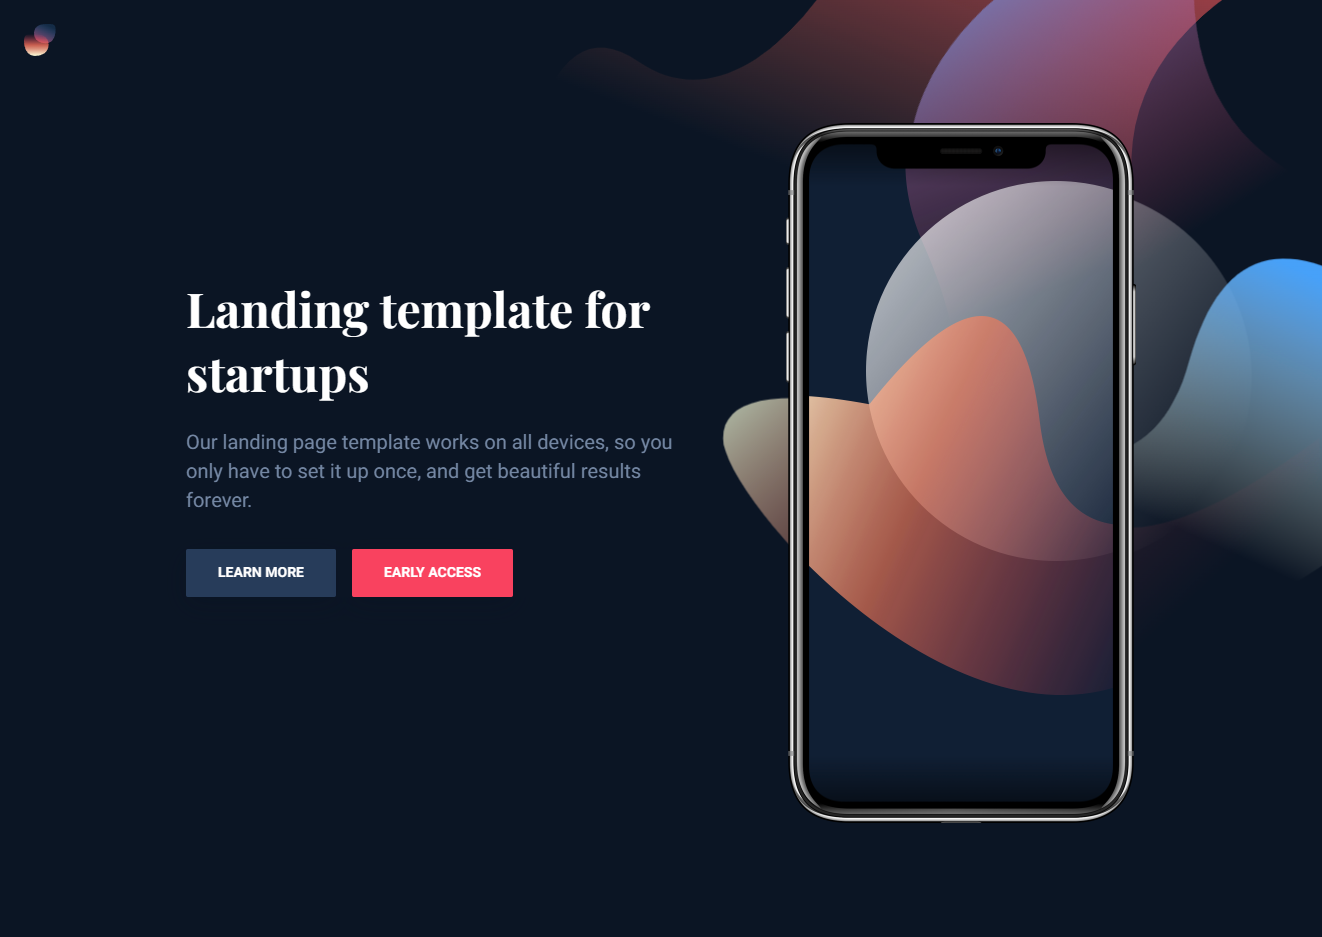 Landing template for
startups
Our landing page template works on all devices, so you
only have to set it up once, and get beautiful results
forever.
LEARN MORE
EARLY ACCESS